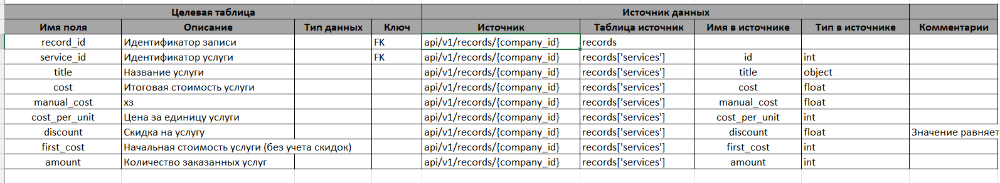 Целевая таблица Источник данных
Имя поля Описание Тип данных Ключ Источник Таблица источник Имя в источнике Тип в источнике Комментарии
record_id Идентификатор записи FK api/v1/records/{company_id} records
service_id Идентификатор услуги FK api/v1/records/{company_id} records['services'] id int
title Название услуги api/v1/records/{company_id} records['services'] title object
cost Итоговая стоимость услуги api/v1/records/{company_id} records['services'] cost float
manual_cost хз api/v1/records/{company_id} records['services'] manual_cost float
cost_per_unit Цена за единицу услуги api/v1/records/{company_id} records['services'] cost_per_unit int
discount Скидка на услугу api/v1/records/{company_id} records['services'] discount float Значение равняет
first_cost Начальная стоимость услуги (без учета скидок) api/v1/records/{company_id} records['services'] first_cost int
amount Количество заказанных услуг api/v1/records/{company_id} records['services'] amount int